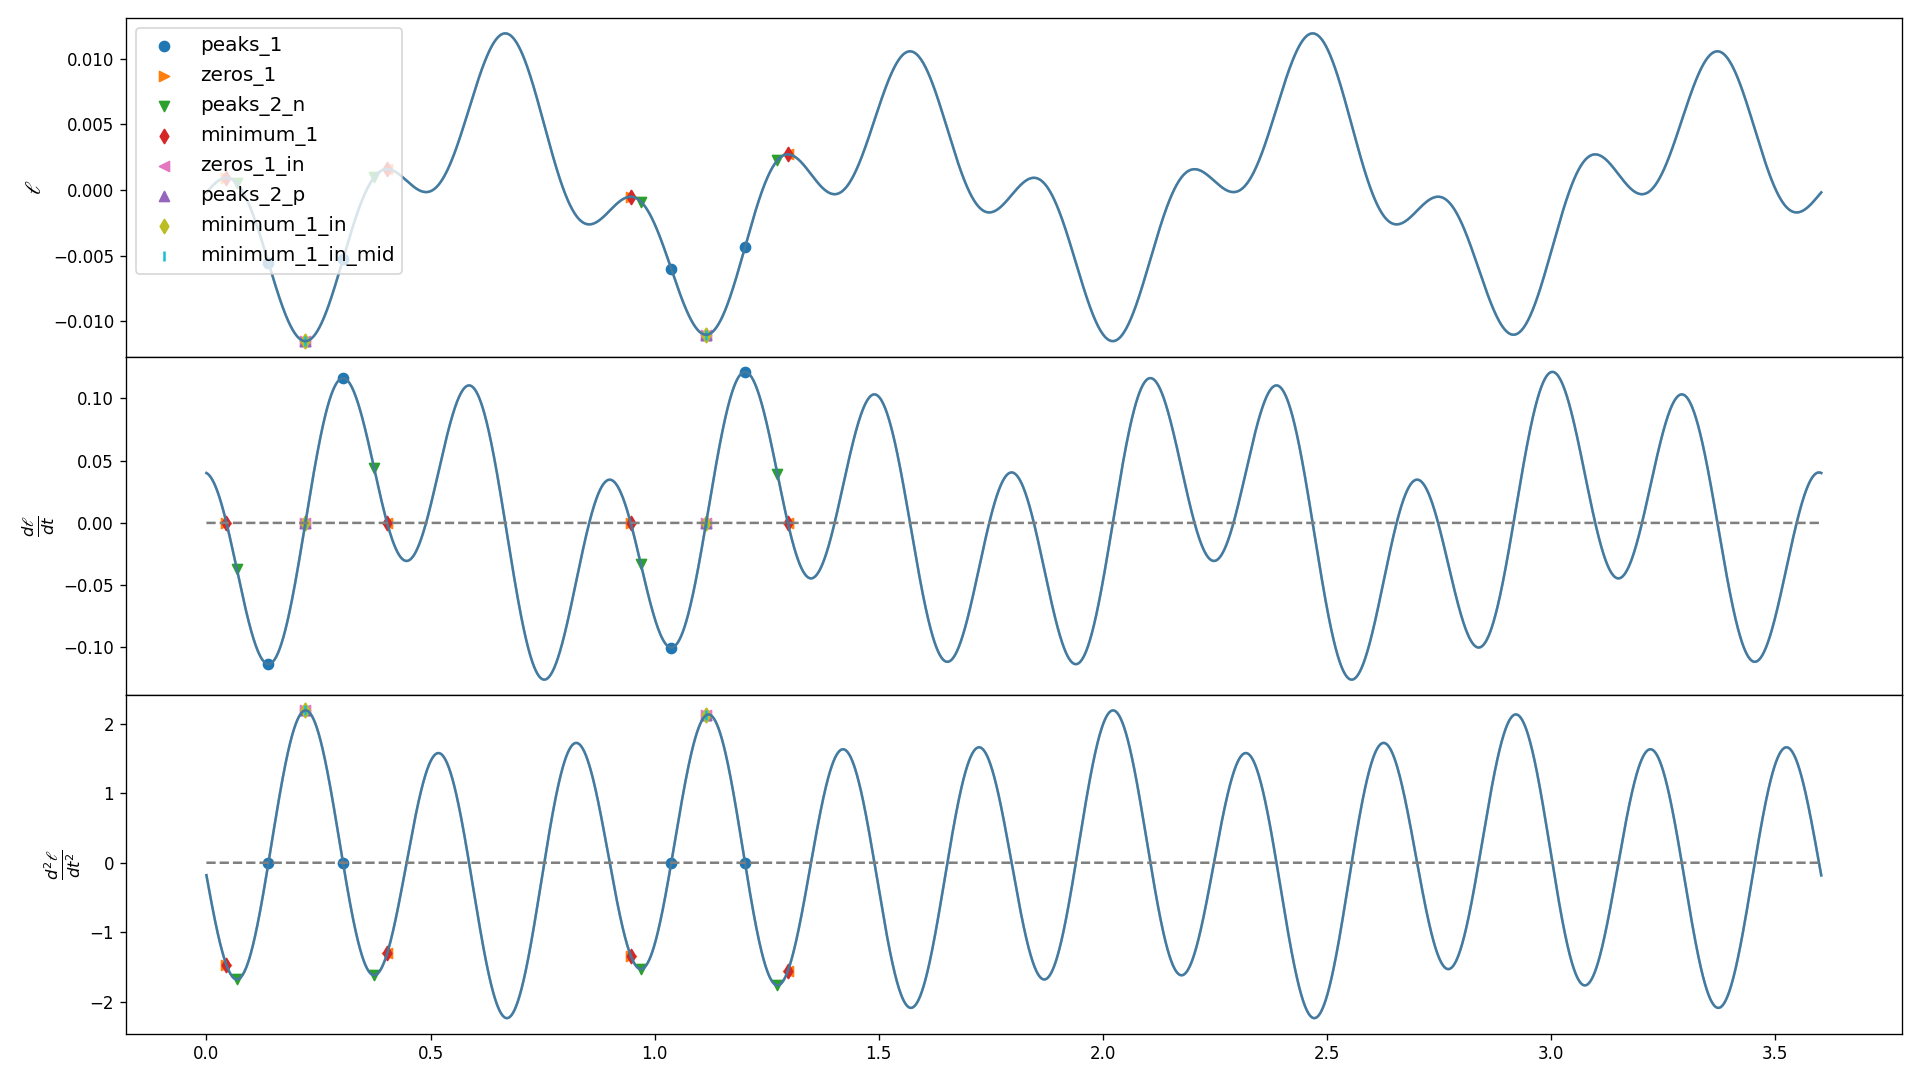 peaks_1
zeros_1
peaks_2_n
minimum_1
zeros_1_in
peaks_2_p
minimum_1_in
minimum_1_in_mid
0.010
0.005
0.000
−0.005
−0.010
ℓ
0.10
0.05
0.00
−0.05
−0.10
dℓ
dt
2
1
0
−1
−2
d²ℓ
dt²
0.0 0.5 1.0 1.5 2.0 2.5 3.0 3.5